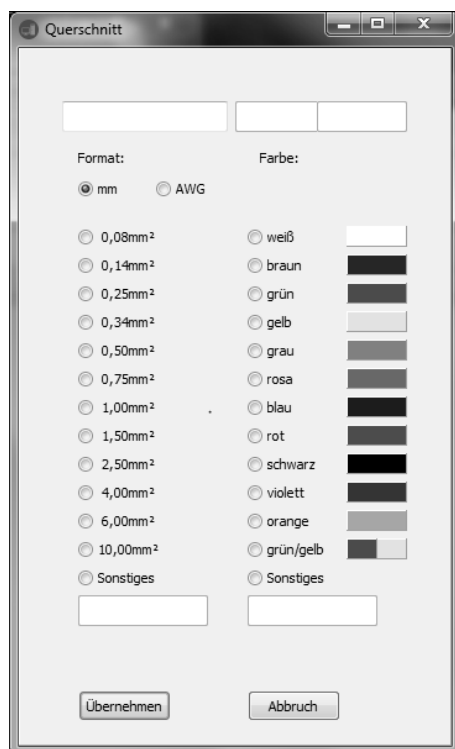 Querschnitt
Format: Farbe:
mm AWG
0,08mm² weiß
0,14mm² braun
0,25mm² grün
0,34mm² gelb
0,50mm² grau
0,75mm² rosa
1,00mm² blau
1,50mm² rot
2,50mm² schwarz
4,00mm² violett
6,00mm² orange
10,00mm² grün/gelb
Sonstiges Sonstiges
Übernehmen Abbruch